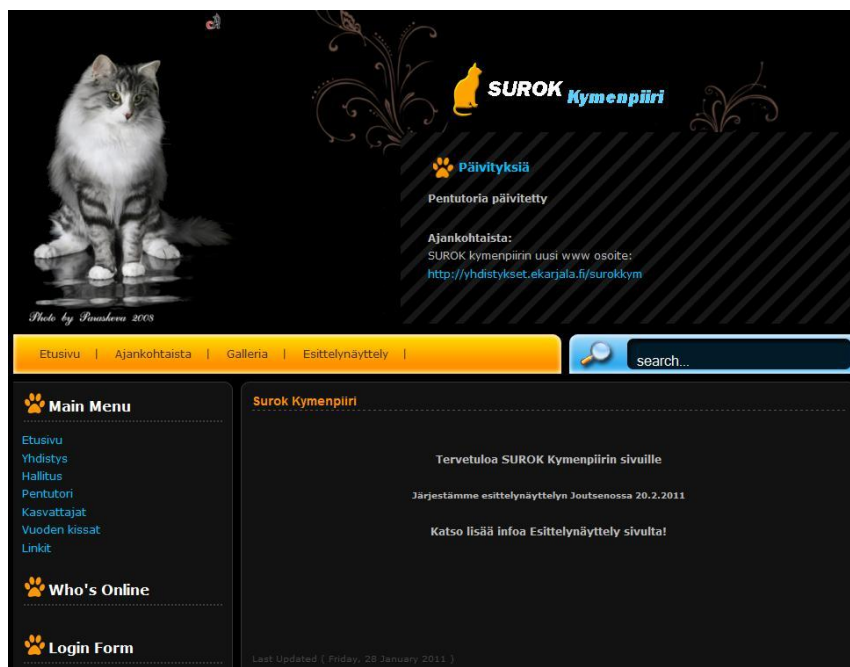 SUROK Kymenpiiri
Päivityksiä
Pentutoria päivitetty
Ajankohtaista:
SUROK kymenpiirin uusi www osoite:
http://yhdistykset.ekarjala.fi/surokkym
Photo by Paraskeva 2008
Etusivu | Ajankohtaista | Galleria | Esittelynäyttely |
search...
Main Menu
Etusivu
Yhdistys
Hallitus
Pentutori
Kasvattajat
Vuoden kissat
Linkit
Who's Online
Login Form
Surok Kymenpiiri
Tervetuloa SUROK Kymenpiirin sivuille
Järjestämme esittelynäyttelyn Joutsenossa 20.2.2011
Katso lisää infoa Esittelynäyttely sivulta!
Last Updated ( Friday, 28 January 2011 )